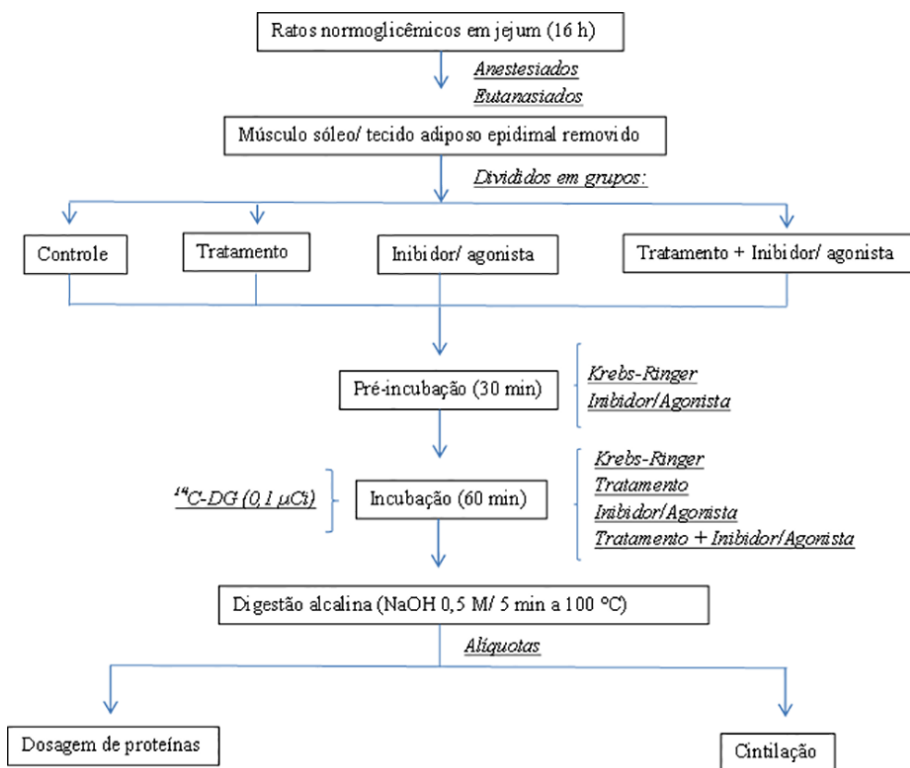 Ratos normoglicêmicos em jejum (16 h)
Anestesiados
Eutanasiados
Músculo sóleo/ tecido adiposo epidimal removido
Divididos em grupos:
Controle
Tratamento
Inibidor/ agonista
Tratamento + Inibidor/ agonista
Pré-incubação (30 min)
Krebs-Ringer
Inibidor/Agonista
¹⁴C-DG (0,1 µCi)
Incubação (60 min)
Krebs-Ringer
Tratamento
Inibidor/Agonista
Tratamento + Inibidor/Agonista
Digestão alcalina (NaOH 0,5 M/ 5 min a 100 °C)
Alíquotas
Dosagem de proteínas
Cintilação